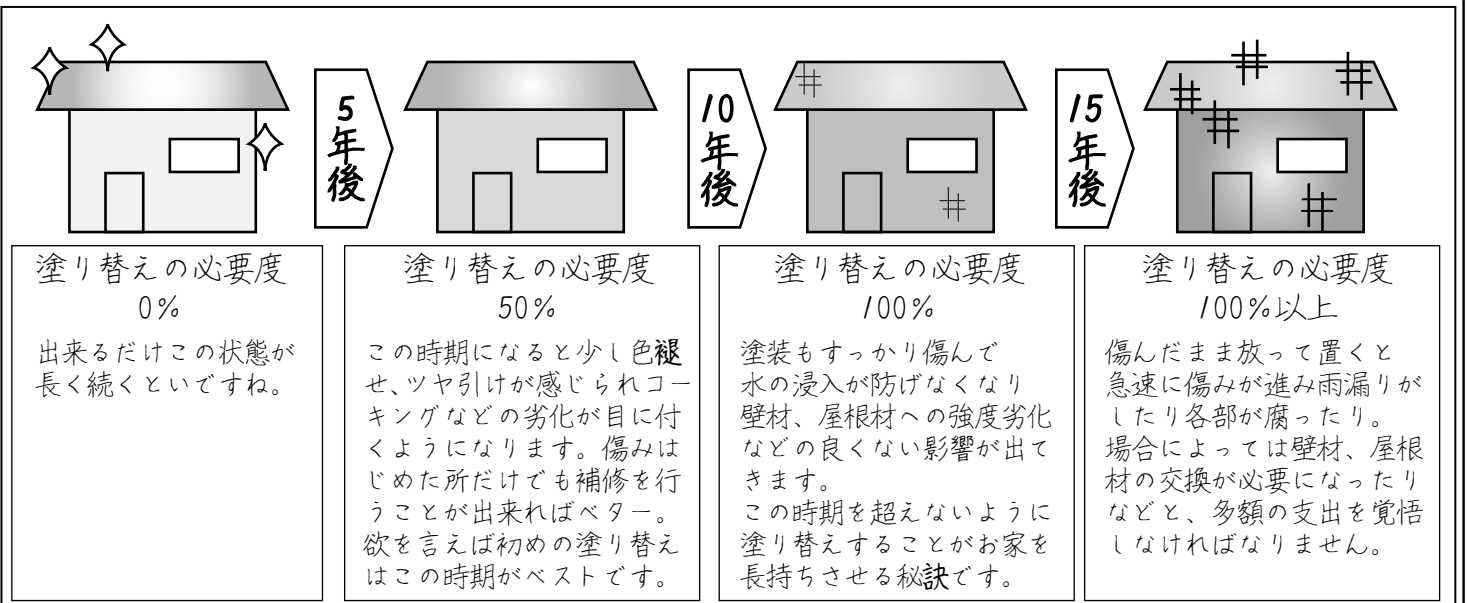 5年後
10年後
15年後
塗り替えの必要度
0%
出来るだけこの状態が
長く続くといですね。
塗り替えの必要度
50%
この時期になると少し色褪
せ、ツヤ引けが感じられコー
キングなどの劣化が目に付
くようになります。傷みは
じめた所だけでも補修を行
うことが出来ればベター。
欲を言えば初めの塗り替え
はこの時期がベストです。
塗り替えの必要度
100%
塗装もすっかり傷んで
水の浸入が防げなくなり
壁材、屋根材への強度劣化
などの良くない影響が出て
きます。
この時期を超えないように
塗り替えすることがお家を
長持ちさせる秘訣です。
塗り替えの必要度
100%以上
傷んだまま放って置くと
急速に傷みが進み雨漏りが
したり各部が腐ったり。
場合によっては壁材、屋根
材の交換が必要になったり
などと、多額の支出を覚悟
しなければなりません。